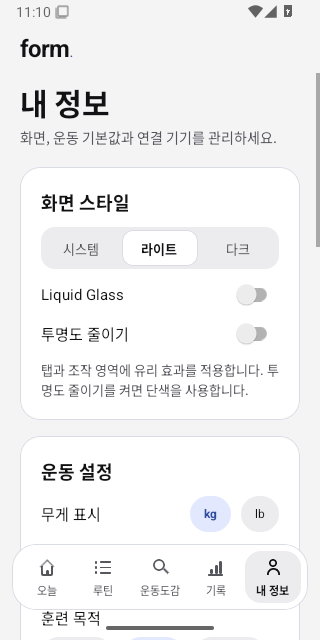 11:10
form.
내 정보
화면, 운동 기본값과 연결 기기를 관리하세요.
화면 스타일
시스템 라이트 다크
Liquid Glass
투명도 줄이기
탭과 조작 영역에 유리 효과를 적용합니다. 투
명도 줄이기를 켜면 단색을 사용합니다.
운동 설정
무게 표시 kg lb
오늘 루틴 운동도감 기록 내 정보
훈련 목적